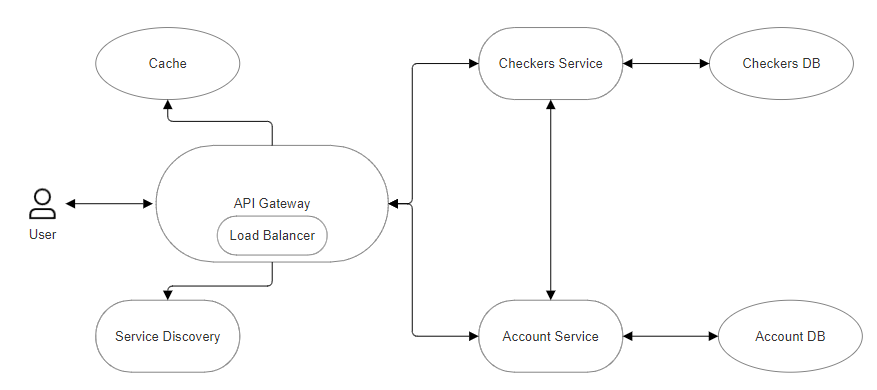 Cache
Checkers Service
Checkers DB
API Gateway
Load Balancer
User
Service Discovery
Account Service
Account DB